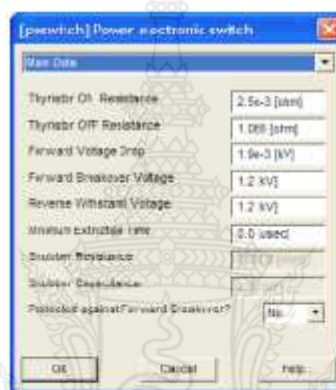 [peswitch] Power electronic switch
Main Data
Thyristor ON Resistance 2.5e-3 [ohm]
Thyristor OFF Resistance 1.0E6 [ohm]
Forward Voltage Drop 1.9e-3 [kV]
Forward Breakover Voltage 1.2 kV]
Reverse Withstand Voltage 1.2 kV]
Minimum Extinction Time 0.0 usec]
Snubber Resistance
Snubber Capacitance
Protected against Forward Breakover? No
OK Cancel Help...